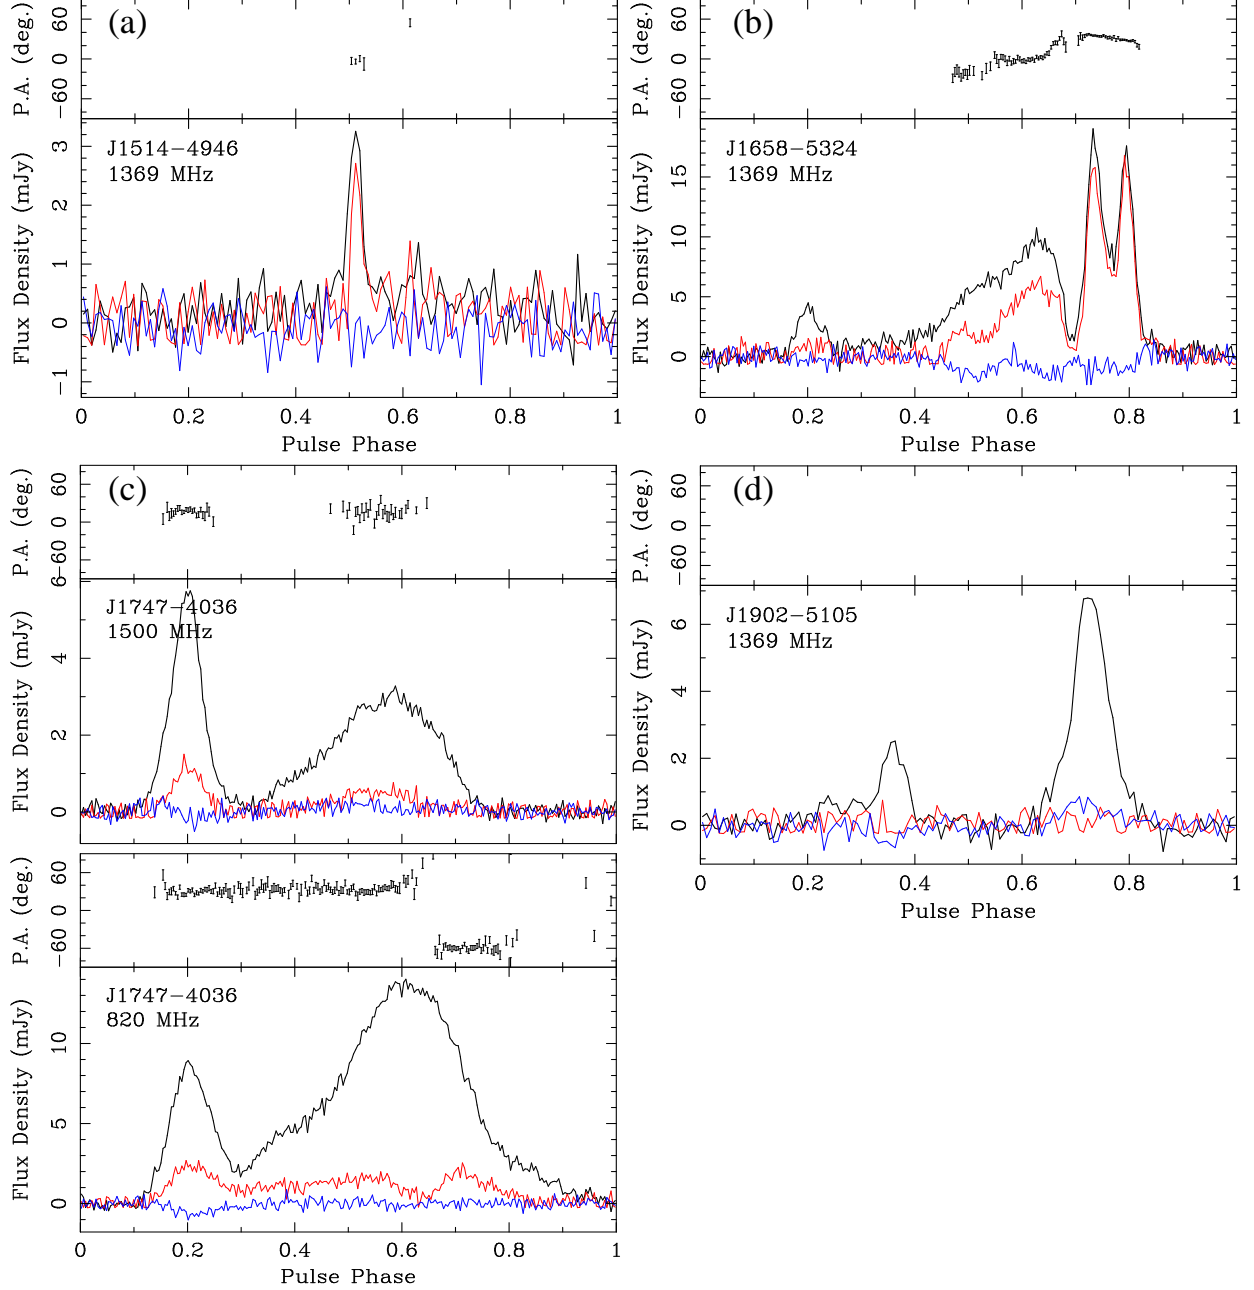 (a)
P.A. (deg.)
60
0
−60
J1514−4946
1369 MHz
Flux Density (mJy)
3
2
1
0
−1
0 0.2 0.4 0.6 0.8 1
Pulse Phase
(b)
P.A. (deg.)
60
0
−60
J1658−5324
1369 MHz
Flux Density (mJy)
15
10
5
0
0 0.2 0.4 0.6 0.8 1
Pulse Phase
(c)
P.A. (deg.)
60
0
−60
J1747−4036
1500 MHz
Flux Density (mJy)
6
4
2
0
P.A. (deg.)
60
0
−60
J1747−4036
820 MHz
Flux Density (mJy)
10
5
0
0 0.2 0.4 0.6 0.8 1
Pulse Phase
(d)
P.A. (deg.)
60
0
−60
J1902−5105
1369 MHz
Flux Density (mJy)
6
4
2
0
0 0.2 0.4 0.6 0.8 1
Pulse Phase